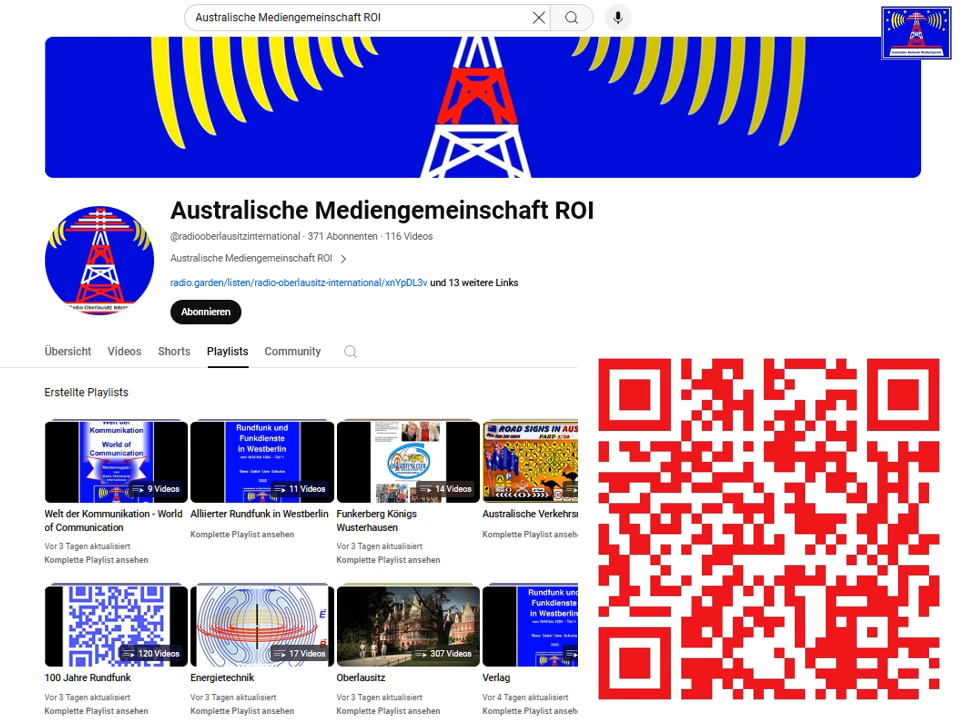 Australische Mediengemeinschaft ROI
Australische Mediengemeinschaft ROI
@radiooberlausitzinternational · 371 Abonnenten · 116 Videos
Australische Mediengemeinschaft ROI
radio.garden/listen/radio-oberlausitz-international/xnYpDL3v und 13 weitere Links
Abonnieren
Übersicht Videos Shorts Playlists Community
Erstellte Playlists
Welt der
Kommunikation
World of
Communication
9 Videos
Rundfunk und
Funkdienste
in Westberlin
11 Videos
14 Videos
ROAD SIGNS IN AUS
PART- 1/10
Welt der Kommunikation - World
of Communication
Vor 3 Tagen aktualisiert
Komplette Playlist ansehen
Alliierter Rundfunk in Westberlin
Komplette Playlist ansehen
Funkerberg Königs
Wusterhausen
Vor 3 Tagen aktualisiert
Komplette Playlist ansehen
Australische Verkehrs
120 Videos
17 Videos
307 Videos
Rundfunk und
Funkdienste
in Westberlin
100 Jahre Rundfunk
Vor 3 Tagen aktualisiert
Komplette Playlist ansehen
Energietechnik
Vor 3 Tagen aktualisiert
Komplette Playlist ansehen
Oberlausitz
Vor 3 Tagen aktualisiert
Komplette Playlist ansehen
Verlag
Vor 4 Tagen aktualisiert
Komplette Playlist ansehen